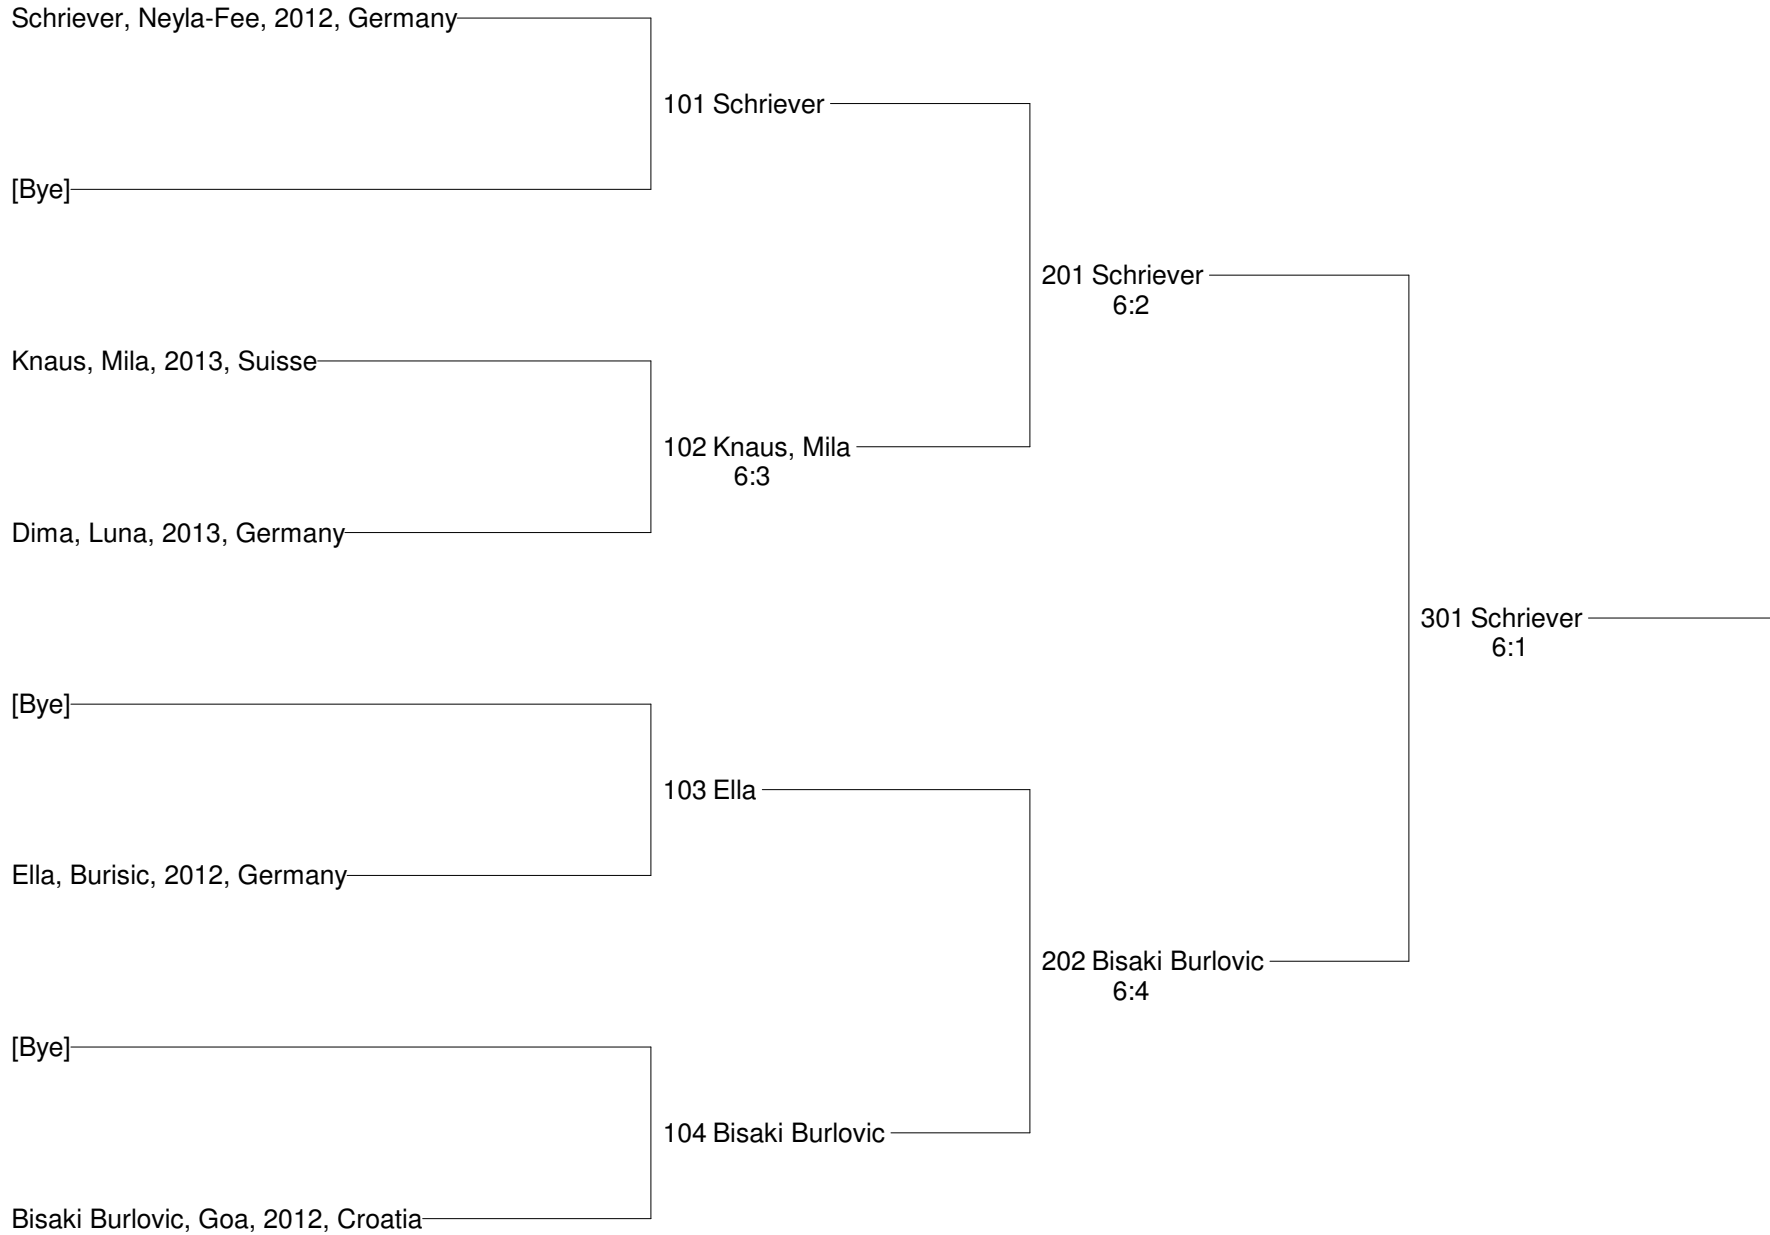 Schriever, Neyla-Fee, 2012, Germany
101 Schriever
[Bye]
201 Schriever
6:2
Knaus, Mila, 2013, Suisse
102 Knaus, Mila
6:3
Dima, Luna, 2013, Germany
301 Schriever
6:1
[Bye]
103 Ella
Ella, Burisic, 2012, Germany
202 Bisaki Burlovic
6:4
[Bye]
104 Bisaki Burlovic
Bisaki Burlovic, Goa, 2012, Croatia